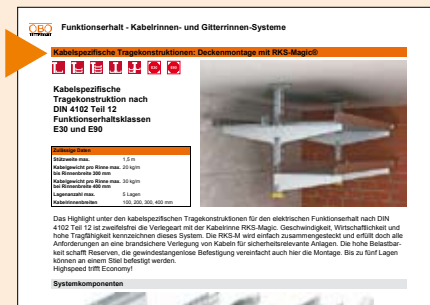 OBO
BETTERMANN
Funktionserhalt - Kabelrinnen- und Gitterrinnen-Systeme
Kabelspezifische Tragekonstruktionen: Deckenmontage mit RKS-Magic®
E30 E90
Kabelspezifische
Tragekonstruktion nach
DIN 4102 Teil 12
Funktionserhaltsklassen
E30 und E90
Zulässige Daten
Stützweite max. 1,5 m
Kabelgewicht pro Rinne max. 20 kg/m
bis Rinnenbreite 300 mm
Kabelgewicht pro Rinne max. 30 kg/m
bei Rinnenbreite 400 mm
Lagenanzahl max. 5 Lagen
Kabelrinnenbreiten 100, 200, 300, 400 mm
Das Highlight unter den kabelspezifischen Tragekonstruktionen für den elektrischen Funktionserhalt nach DIN
4102 Teil 12 ist zweifelsfrei die Verlegeart mit der Kabelrinne RKS-Magic. Geschwindigkeit, Wirtschaftlichkeit und
hohe Tragfähigkeit kennzeichnen dieses System. Die RKS-M wird einfach zusammengesteckt und erfüllt doch alle
Anforderungen an eine brandsichere Verlegung von Kabeln für sicherheitsrelevante Anlagen. Die hohe Belastbar-
keit schafft Reserven, die gewindestangenlose Befestigung vereinfacht auch hier die Montage. Bis zu fünf Lagen
können an einem Stiel befestigt werden.
Highspeed trifft Economy!
Systemkomponenten